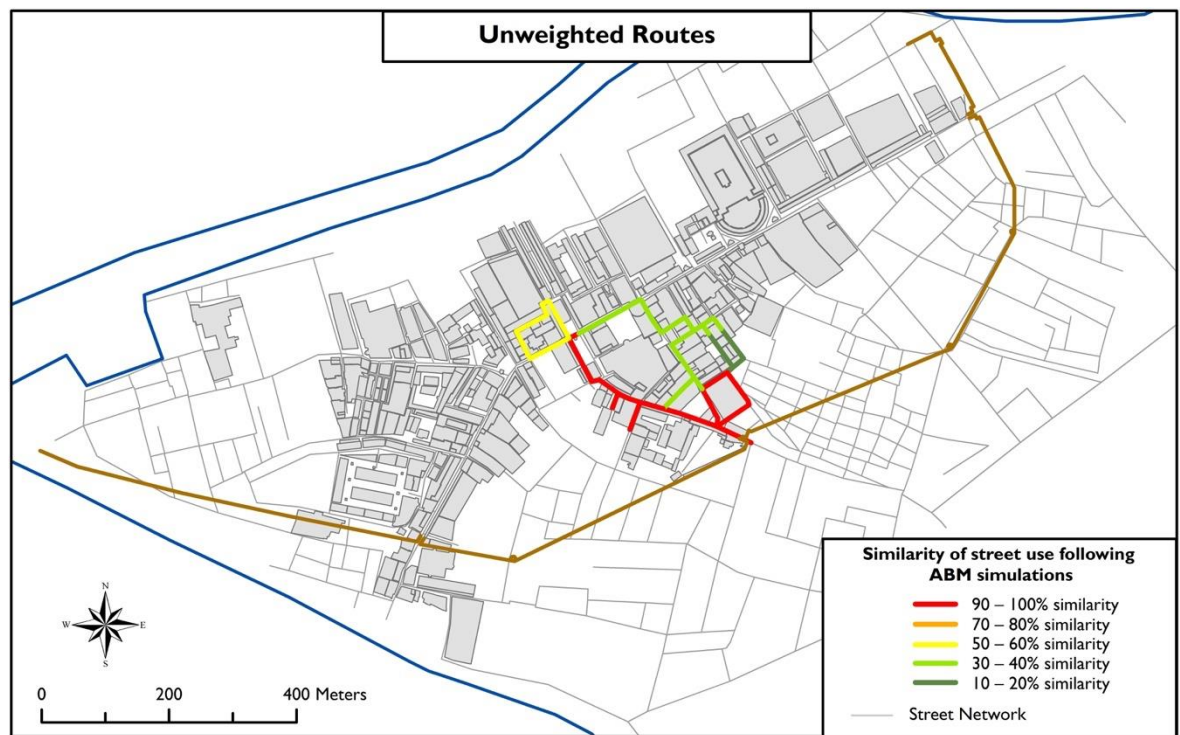 Unweighted Routes
N
W E
S
0 200 400 Meters
Similarity of street use following
ABM simulations
90 – 100% similarity
70 – 80% similarity
50 – 60% similarity
30 – 40% similarity
10 – 20% similarity
Street Network